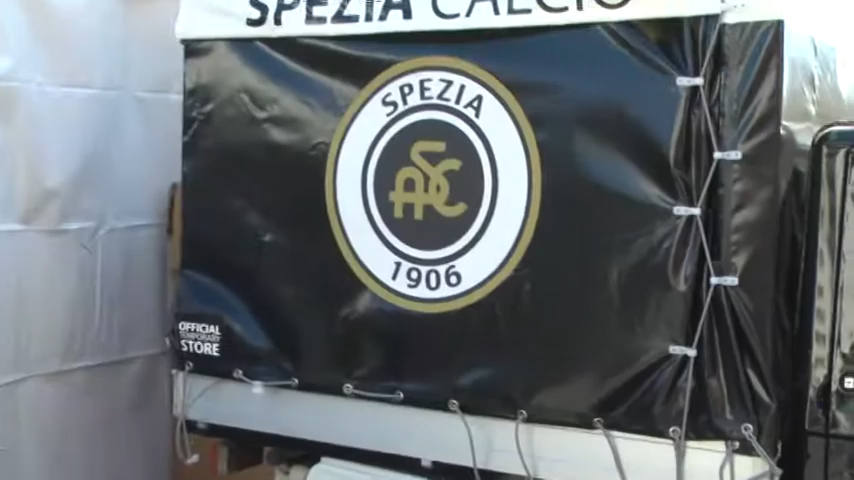 SPEZIA CALCIO
SPEZIA
ASC
1906
OFFICIAL
TEMPORARY
STORE